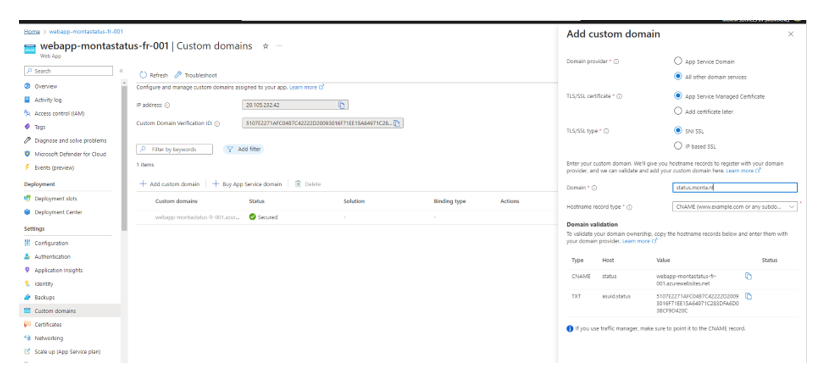 Home > webapp-montastatus-fr-001
webapp-montastatus-fr-001 | Custom domains
Web App
Search
Overview
Activity log
Access control (IAM)
Tags
Diagnose and solve problems
Microsoft Defender for Cloud
Events (preview)
Deployment
Deployment slots
Deployment Center
Settings
Configuration
Authentication
Application Insights
Identity
Backups
Custom domains
Certificates
Networking
Scale up (App Service plan)
Refresh Troubleshoot
Configure and manage custom domains assigned to your app. Learn more
IP address 20.105.232.42
Custom Domain Verification ID:
Filter by keywords Add filter
1 items
Add custom domain Buy App Service domain Delete
Custom domains Status Solution Binding type Actions
webapp-montastatus-fr-001.azur... Secured - -
Add custom domain
Domain provider * App Service Domain
All other domain services
TLS/SSL certificate * App Service Managed Certificate
Add certificate later
TLS/SSL type * SNI SSL
IP based SSL
Enter your custom domain. We'll give you hostname records to register with your domain
provider, and we can validate and add your custom domain here. Learn more
Domain * status.monta.nl
Hostname record type * CNAME (www.example.com or any subdo...
Domain validation
To validate your domain ownership, copy the hostname records below and enter them with
your domain provider. Learn more
Type Host Value Status
CNAME status webapp-montastatus-fr-
001.azurewebsites.net
TXT asuid.status
If you use traffic manager, make sure to point it to the CNAME record.